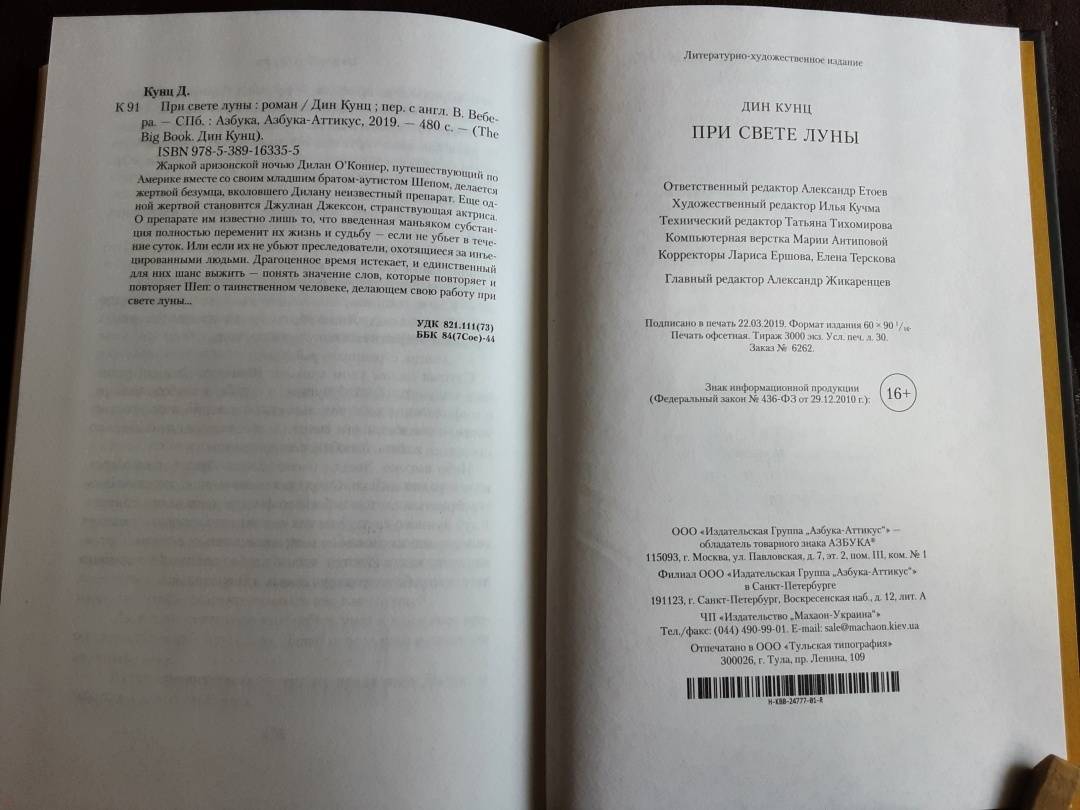 Кунц Д.
К 91 При свете луны : роман / Дин Кунц ; пер. с англ. В. Вебе-
ра. — СПб. : Азбука, Азбука-Аттикус, 2019. — 480 с. — (The
Big Book. Дин Кунц).
ISBN 978-5-389-16335-5
Жаркой аризонской ночью Дилан О’Коннер, путешествующий по
Америке вместе со своим младшим братом-аутистом Шепом, делается
жертвой безумца, вколовшего Дилану неизвестный препарат. Еще од-
ной жертвой становится Джулиан Джексон, странствующая актриса.
О препарате им известно лишь то, что введенная маньяком субстан-
ция полностью переменит их жизнь и судьбу — если не убьет в тече-
ние суток. Или если их не убьют преследователи, охотящиеся за инъе-
цированными людьми. Драгоценное время истекает, и единственный
для них шанс выжить — понять значение слов, которые повторяет и
повторяет Шеп: о таинственном человеке, делающем свою работу при
свете луны...
УДК 821.111(73)
ББК 84(7Сое)-44
Литературно-художественное издание
ДИН КУНЦ
ПРИ СВЕТЕ ЛУНЫ
Ответственный редактор Александр Етоев
Художественный редактор Илья Кучма
Технический редактор Татьяна Тихомирова
Компьютерная верстка Марии Антиповой
Корректоры Лариса Ершова, Елена Терскова
Главный редактор Александр Жикаренцев
Подписано в печать 22.03.2019. Формат издания 60 × 90 1/16.
Печать офсетная. Тираж 3000 экз. Усл. печ. л. 30.
Заказ № 6262.
Знак информационной продукции
(Федеральный закон № 436-ФЗ от 29.12.2010 г.):
16+
ООО «Издательская Группа „Азбука-Аттикус“» —
обладатель товарного знака АЗБУКА®
115093, г. Москва, ул. Павловская, д. 7, эт. 2, пом. III, ком. № 1
Филиал ООО «Издательская Группа „Азбука-Аттикус“»
в Санкт-Петербурге
191123, г. Санкт-Петербург, Воскресенская наб., д. 12, лит. А
ЧП «Издательство „Махаон-Украина“»
Тел./факс: (044) 490-99-01. E-mail: sale@machaon.kiev.ua
Отпечатано в ООО «Тульская типография»
300026, г. Тула, пр. Ленина, 109
H-KBB-24777-01-R